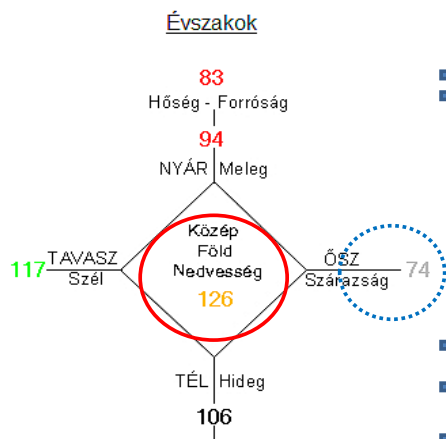 Évszakok
83
Hőség - Forróság
94
NYÁR Meleg
Közép
Föld
Nedvesség
126
TAVASZ
117
Szél
ŐSZ
74
Szárazság
TÉL Hideg
106